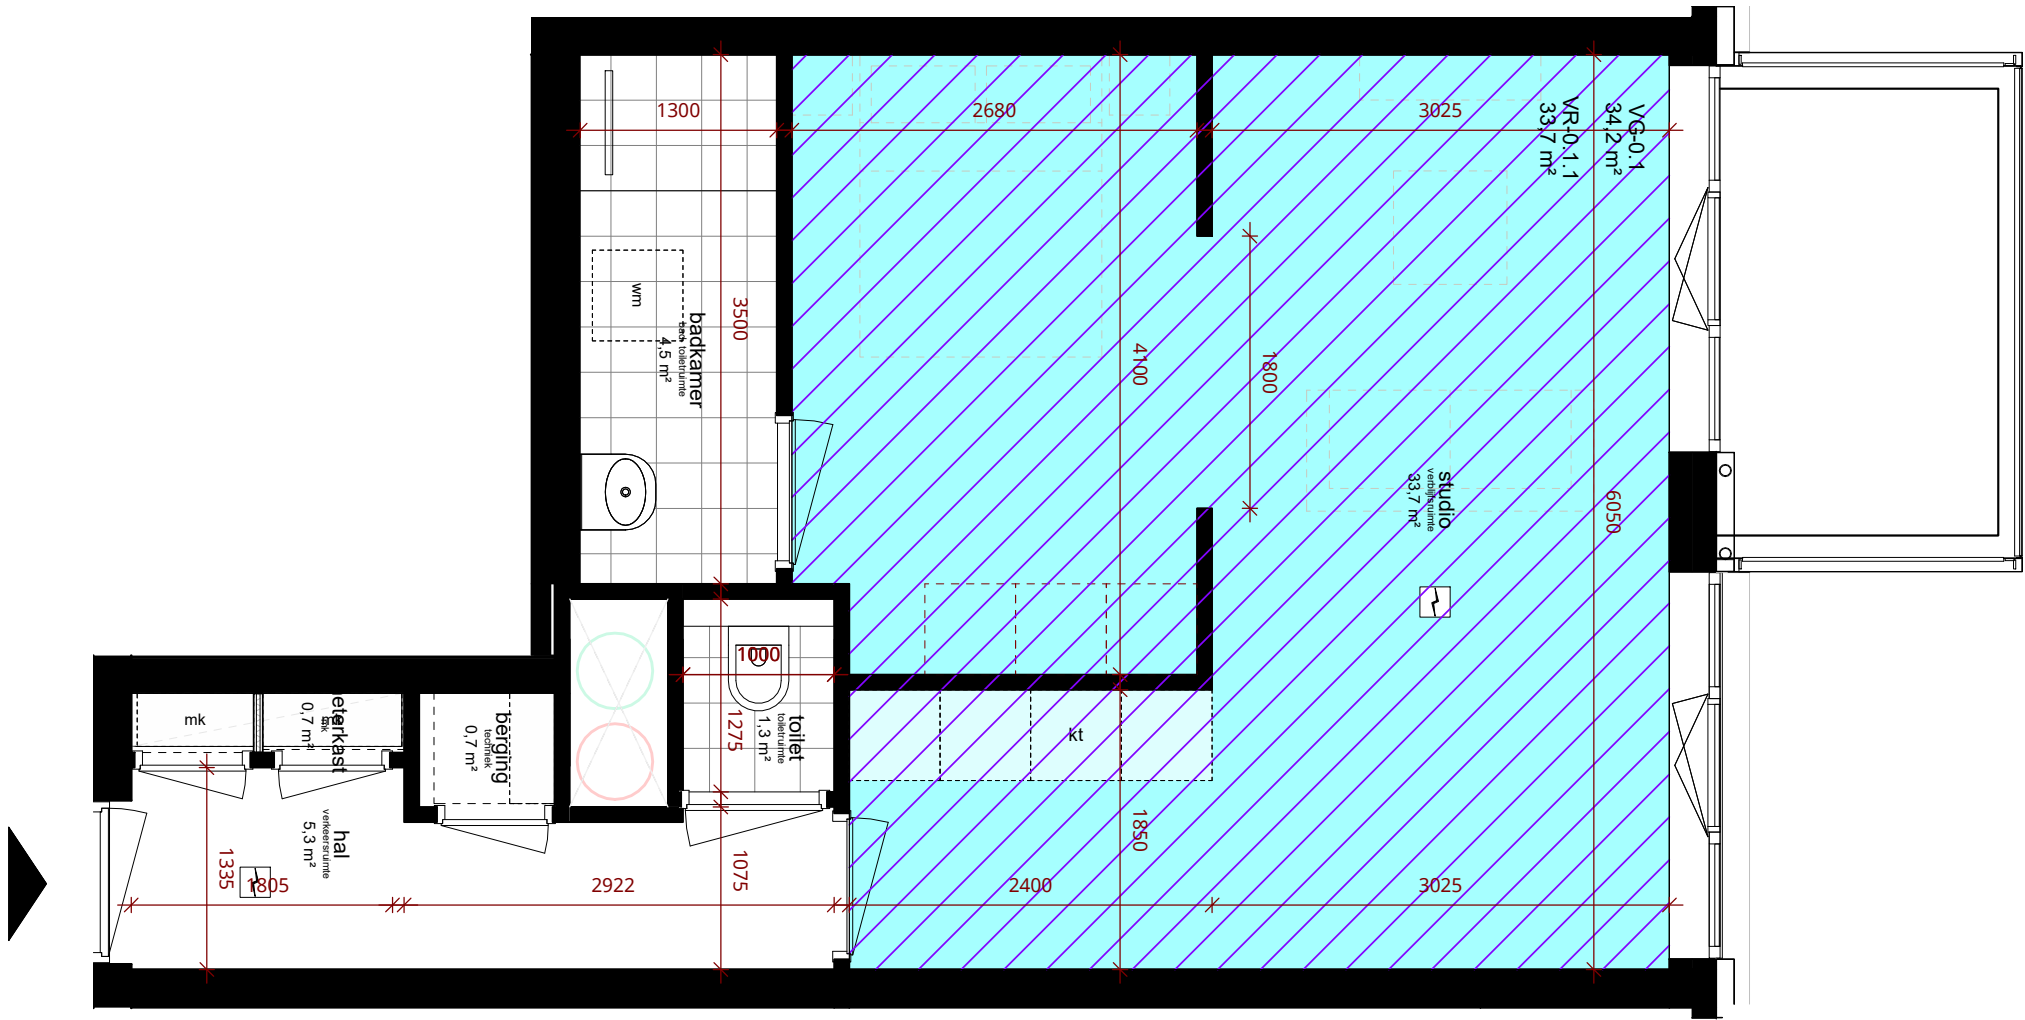 1300
2680
3025
VG-0.1
34,2 m²
VR-0.1.1
33,7 m²
wm
3500
badkamer
bad- toiletruimte
4,5 m²
4100
1800
studio
verblijfsruimte
33,7 m²
6050
1000
mk
eterkast
0,7 m²
berging
techniek
0,7 m²
1275
toilet
toiletruimte
1,3 m²
kt
hal
verkeersruimte
5,3 m²
1335
1805
2922
1075
1850
2400
3025